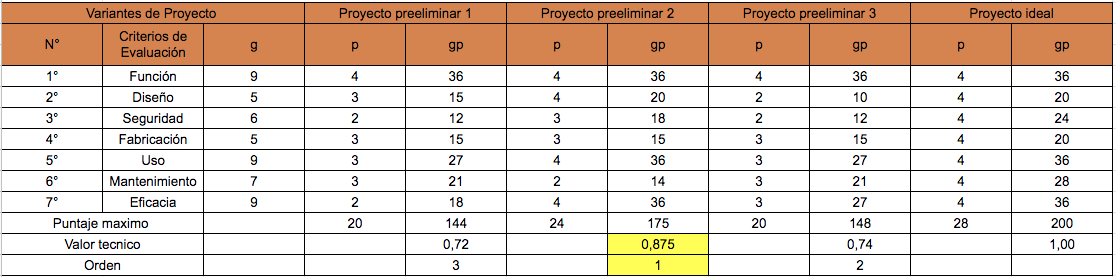 Variantes de Proyecto Proyecto preeliminar 1 Proyecto preeliminar 2 Proyecto preeliminar 3 Proyecto ideal
N° Criterios de Evaluación g p gp p gp p gp p gp
1° Función 9 4 36 4 36 4 36 4 36
2° Diseño 5 3 15 4 20 2 10 4 20
3° Seguridad 6 2 12 3 18 2 12 4 24
4° Fabricación 5 3 15 3 15 3 15 4 20
5° Uso 9 3 27 4 36 3 27 4 36
6° Mantenimiento 7 3 21 2 14 3 21 4 28
7° Eficacia 9 2 18 4 36 3 27 4 36
Puntaje maximo 20 144 24 175 20 148 28 200
Valor tecnico 0,72 0,875 0,74 1,00
Orden 3 1 2